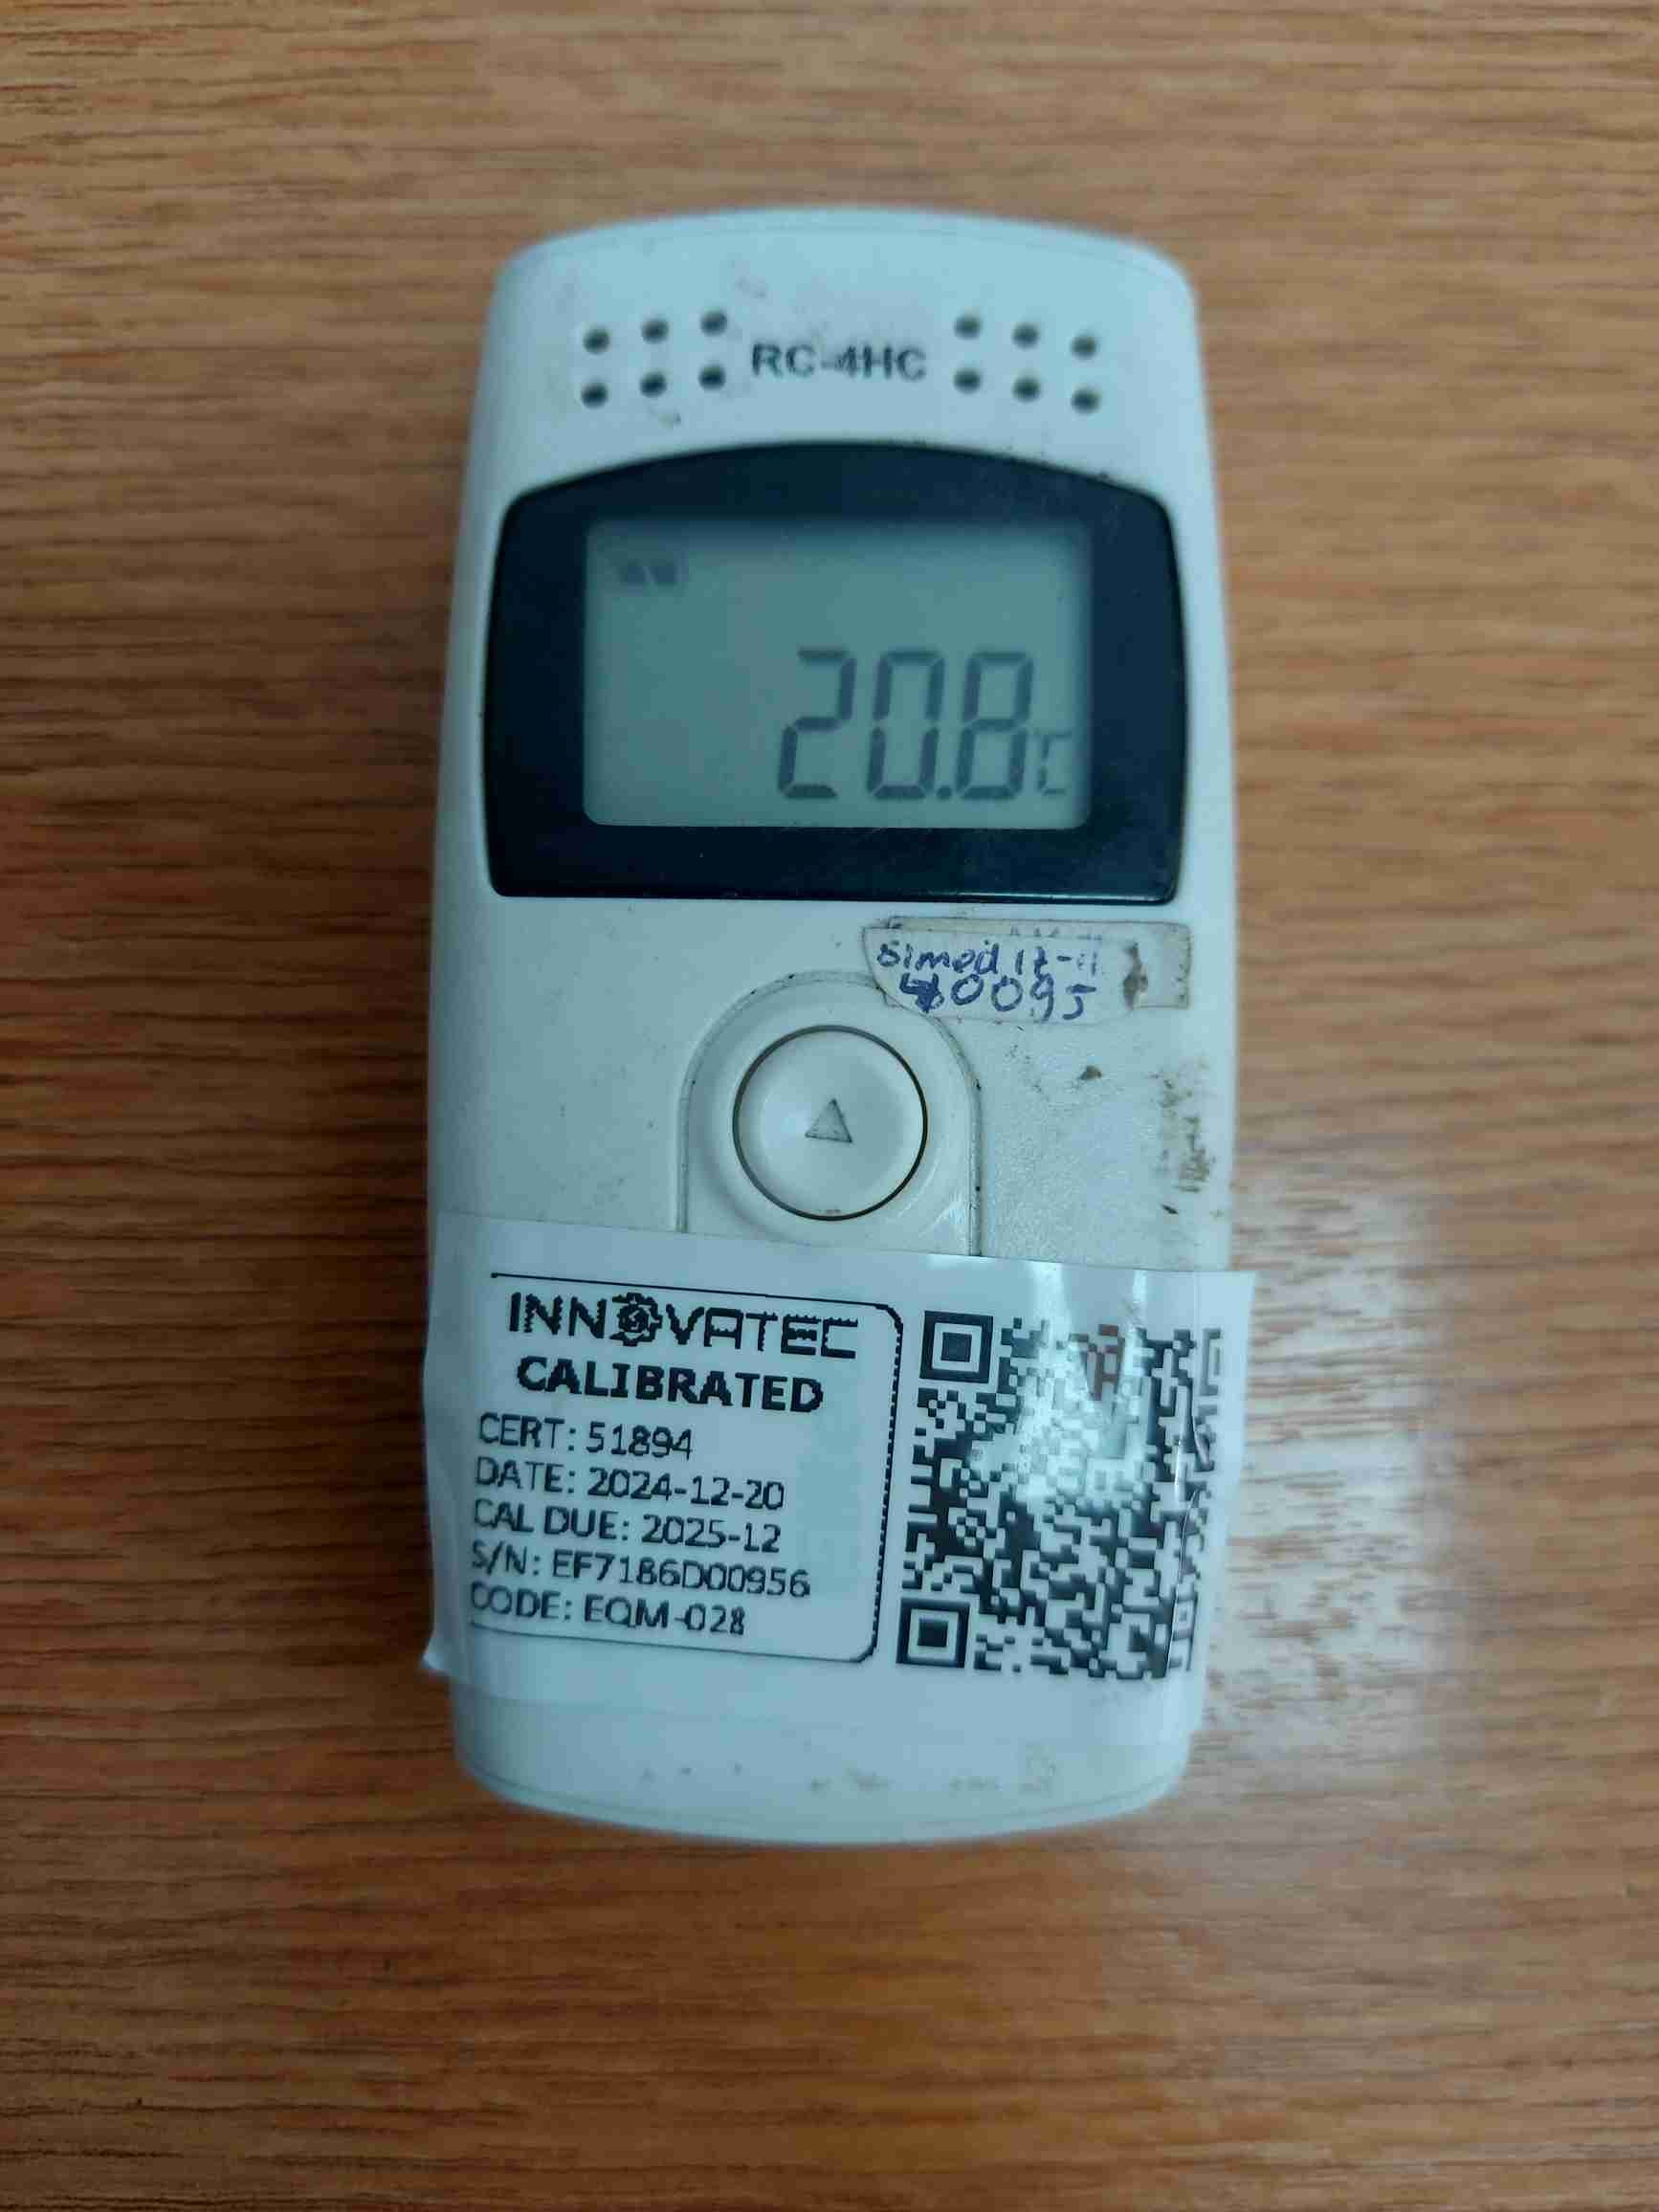 RC-4HC
20.8°C
INNOVATEC
CALIBRATED
CERT: 51894
DATE: 2024-12-20
CAL DUE: 2025-12
S/N: EF7186D00956
CODE: EQM-028